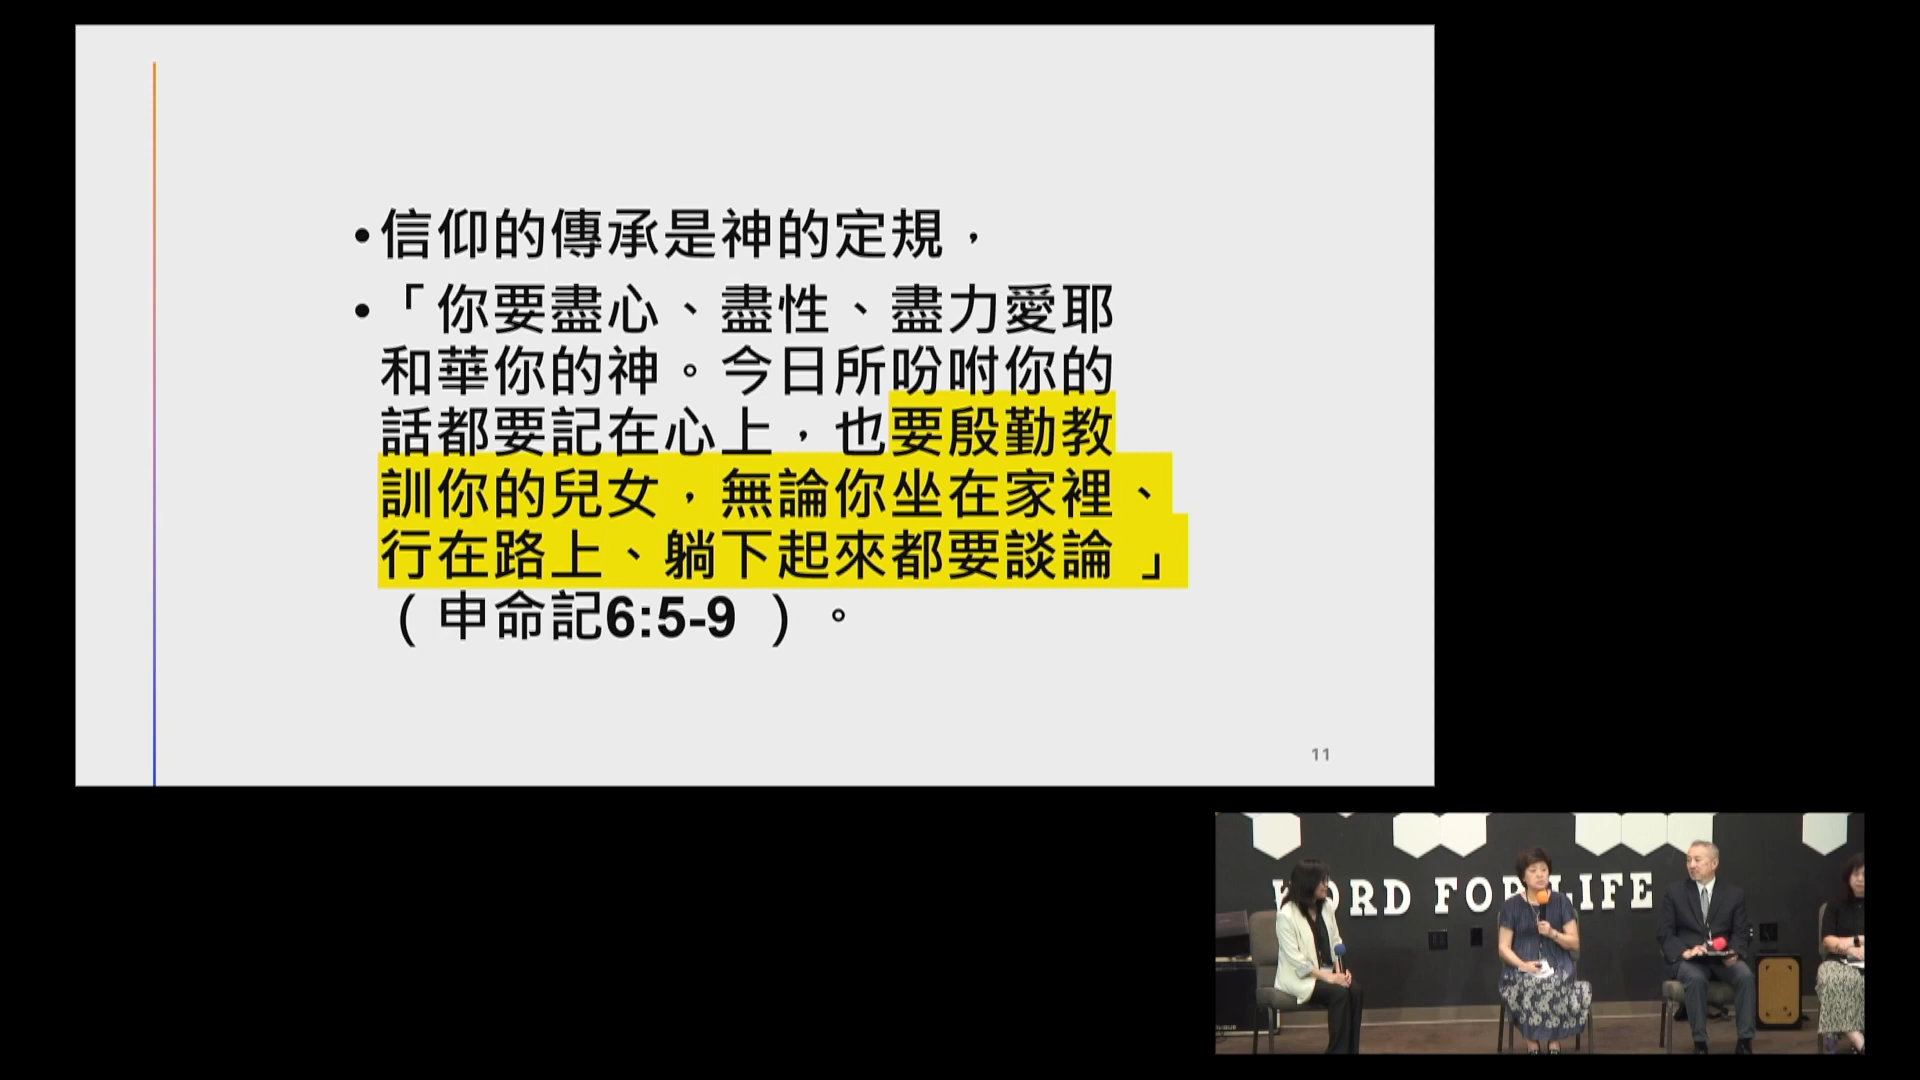 •信仰的傳承是神的定規，
•「你要盡心、盡性、盡力愛耶
和華你的神。今日所吩咐你的
話都要記在心上，也要殷勤教
訓你的兒女，無論你坐在家裡、
行在路上、躺下起來都要談論 」
（申命記6:5-9 ）。
11
WORD FOR LIFE